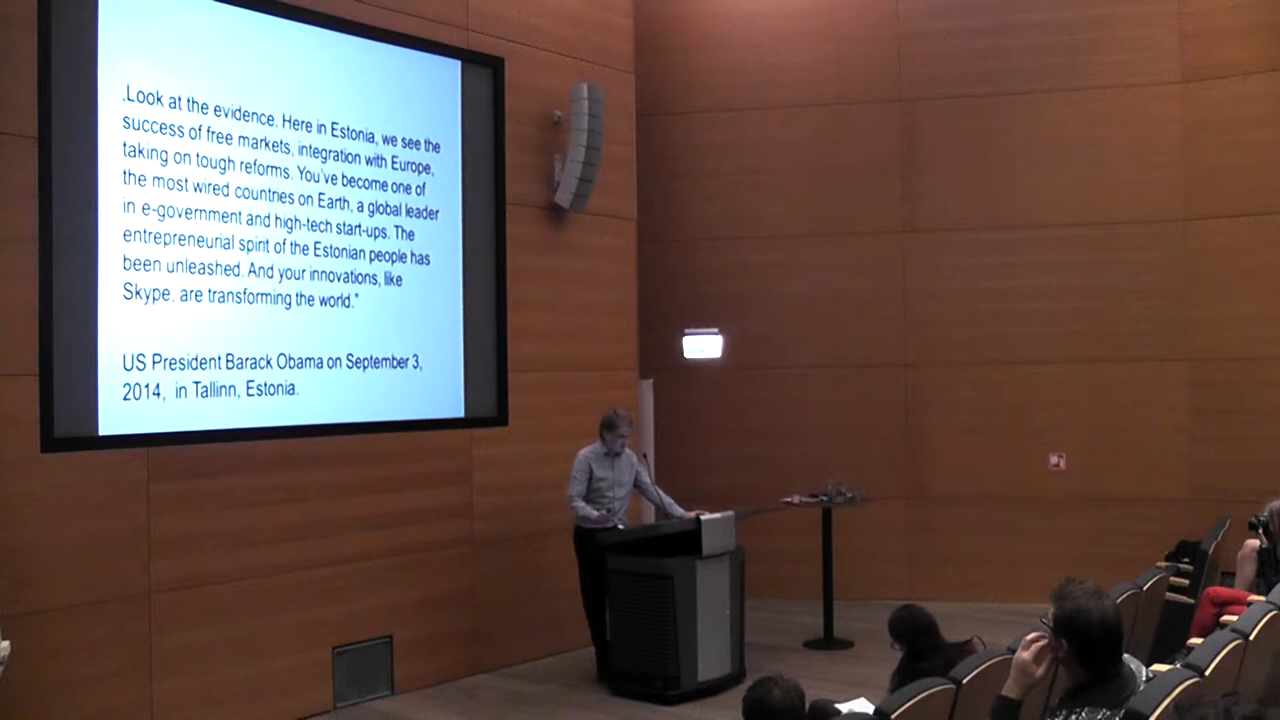 .Look at the evidence. Here in Estonia, we see the
success of free markets, integration with Europe,
taking on tough reforms. You've become one of
the most wired countries on Earth, a global leader
in e-government and high-tech start-ups. The
entrepreneurial spirit of the Estonian people has
been unleashed. And your innovations, like
Skype, are transforming the world."
US President Barack Obama on September 3,
2014, in Tallinn, Estonia.